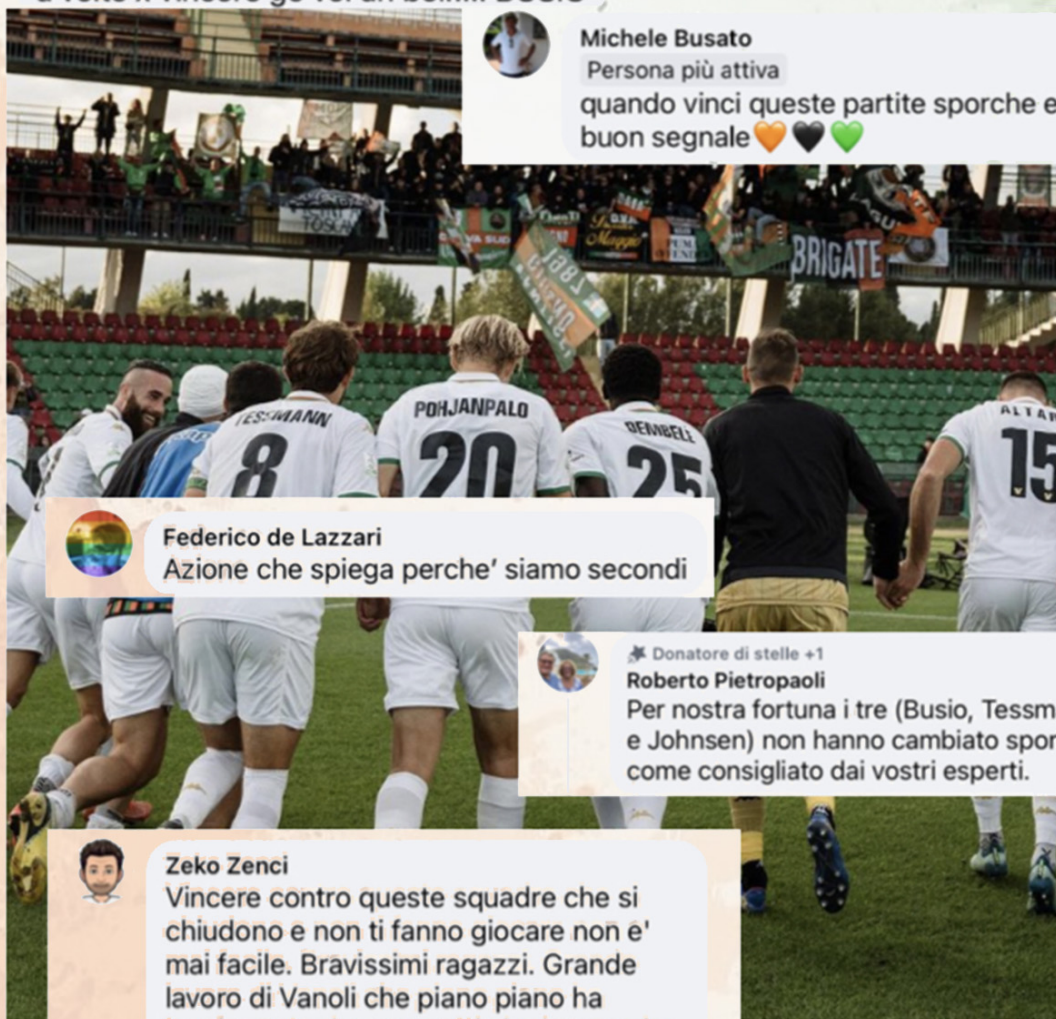 Michele Busato
Persona più attiva
quando vinci queste partite sporche e
buon segnale🧡🖤💚
BRIGATE
TESSMANN
8
POHJANPALO
20
DEMBELE
25
15
Federico de Lazzari
Azione che spiega perche’ siamo secondi
Donatore di stelle +1
Roberto Pietropaoli
Per nostra fortuna i tre (Busio, Tessm
e Johnsen) non hanno cambiato spor
come consigliato dai vostri esperti.
Zeko Zenci
Vincere contro queste squadre che si
chiudono e non ti fanno giocare non é'
mai facile. Bravissimi ragazzi. Grande
lavoro di Vanoli che piano piano ha